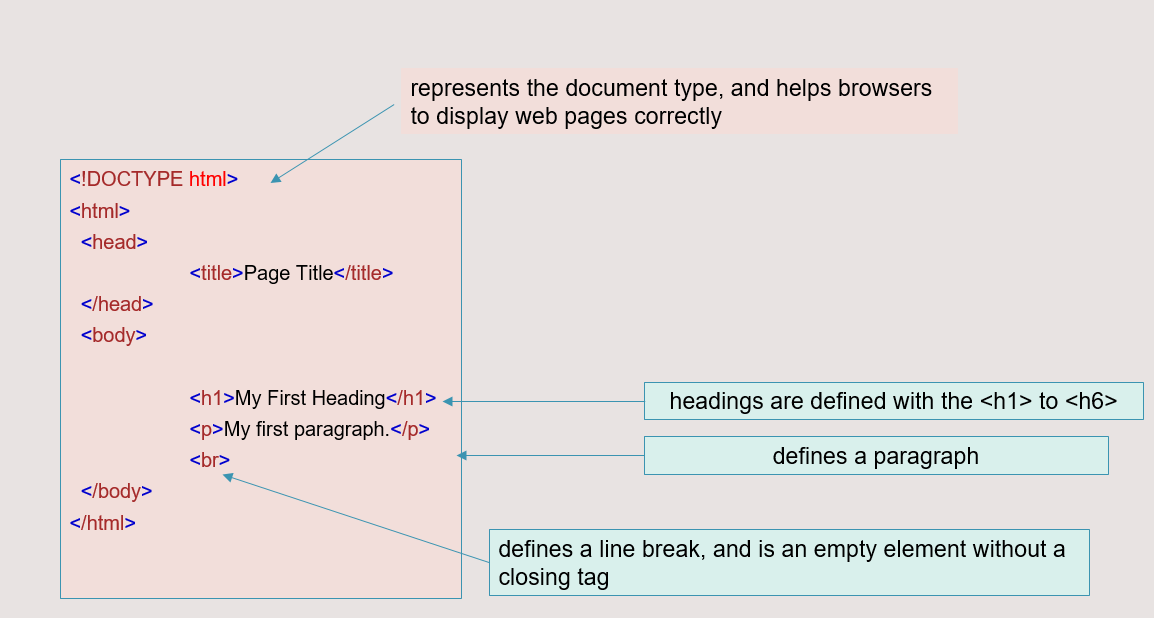 represents the document type, and helps browsers
to display web pages correctly
<!DOCTYPE html>
<html>
<head>
<title>Page Title</title>
</head>
<body>
<h1>My First Heading</h1>
headings are defined with the <h1> to <h6>
<p>My first paragraph.</p>
defines a paragraph
<br>
</body>
</html>
defines a line break, and is an empty element without a
closing tag